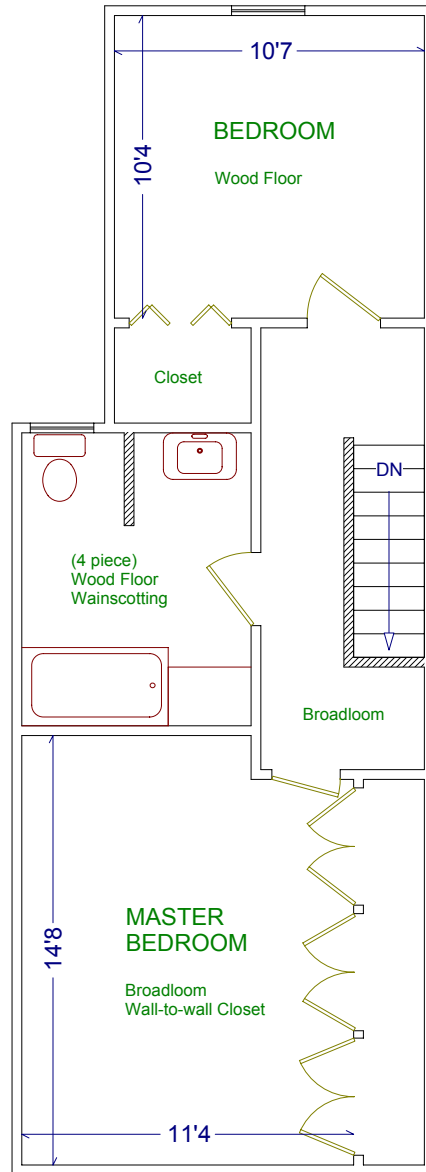 10'7
10'4
BEDROOM
Wood Floor
Closet
DN
(4 piece)
Wood Floor
Wainscotting
Broadloom
MASTER
BEDROOM
14'8
Broadloom
Wall-to-wall Closet
11'4